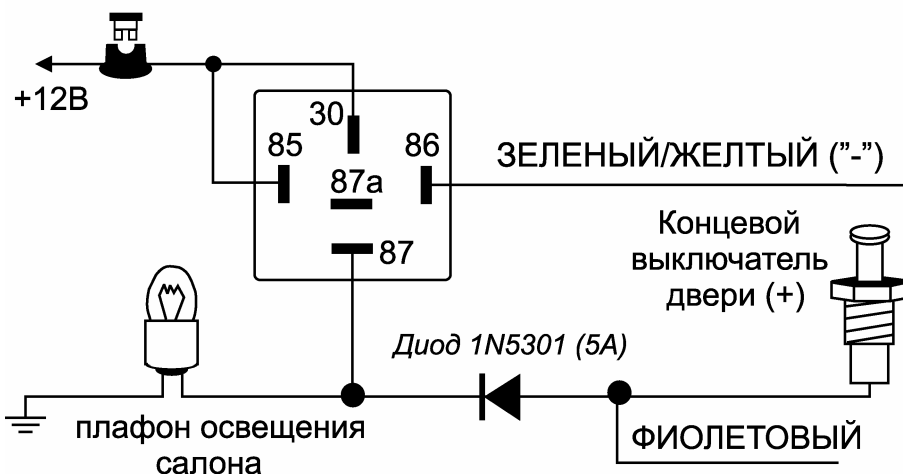 +12В
30
85
86
87а
87
ЗЕЛЕНЫЙ/ЖЕЛТЫЙ ("-")
Концевой
выключатель
двери (+)
Диод 1N5301 (5А)
плафон освещения
салона
ФИОЛЕТОВЫЙ